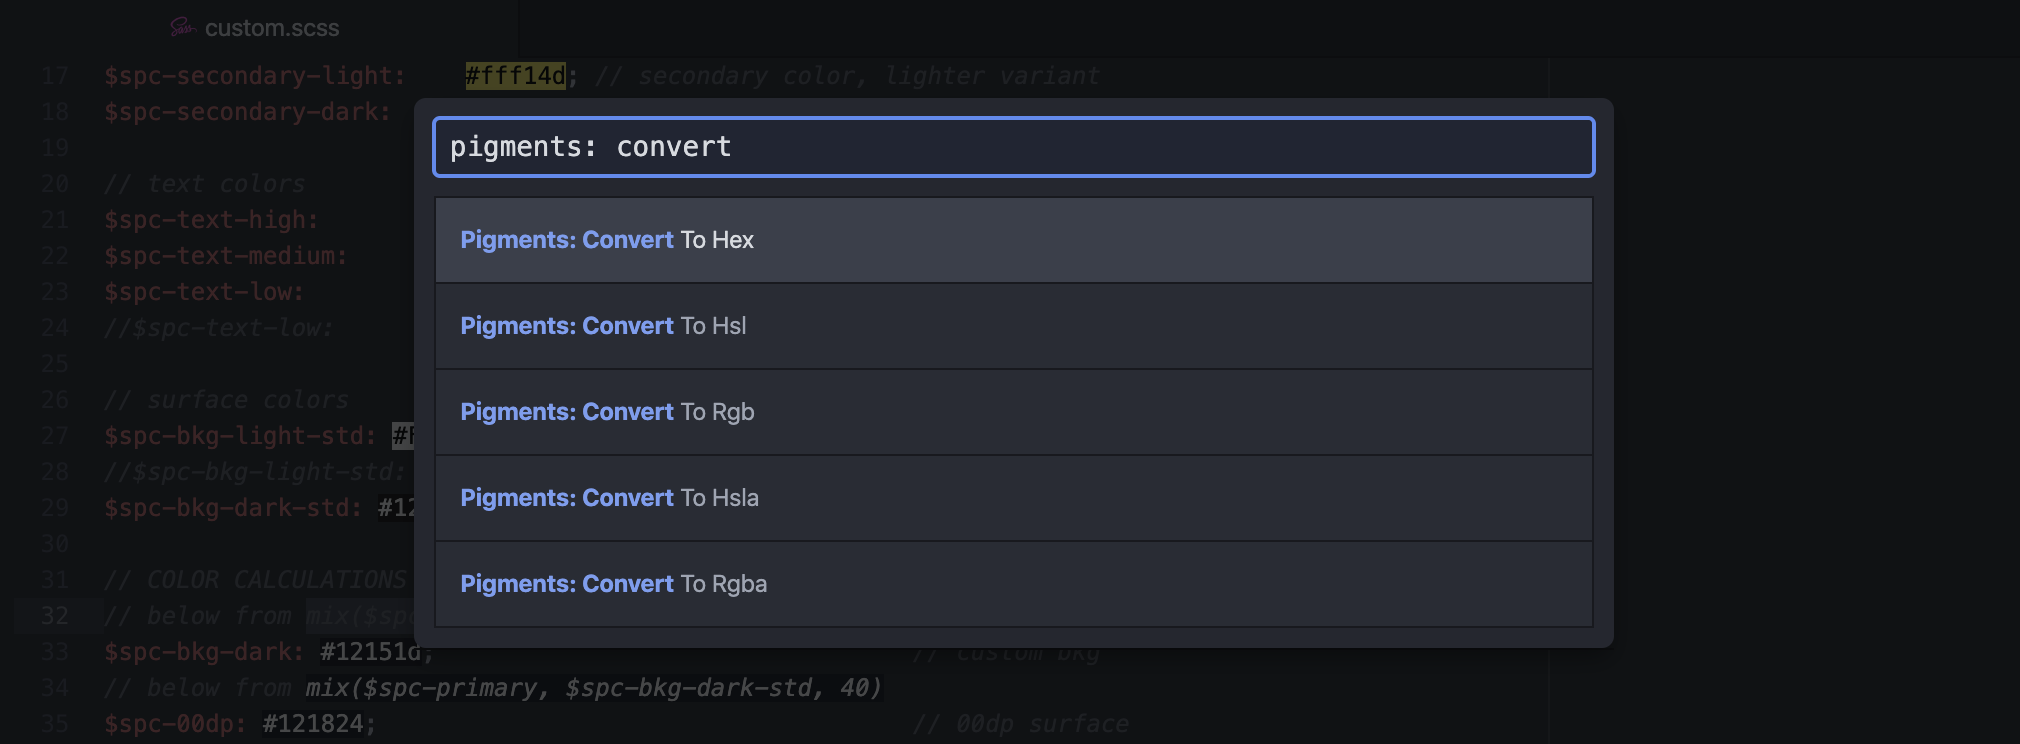 custom.scss
17 $spc-secondary-light: #fff14d; // secondary color, lighter variant
18 $spc-secondary-dark:
pigments: convert
19
20 // text colors
Pigments: Convert To Hex
21 $spc-text-high:
22 $spc-text-medium:
23 $spc-text-low:
Pigments: Convert To Hsl
24 //$spc-text-low:
25
26 // surface colors
Pigments: Convert To Rgb
27 $spc-bkg-light-std: #f
28 //$spc-bkg-light-std:
Pigments: Convert To Hsla
29 $spc-bkg-dark-std: #12
30
31 // COLOR CALCULATIONS
Pigments: Convert To Rgba
32 // below from mix($spc
33 $spc-bkg-dark: #12151d; // custom bkg
34 // below from mix($spc-primary, $spc-bkg-dark-std, 40)
35 $spc-00dp: #121824; // 00dp surface